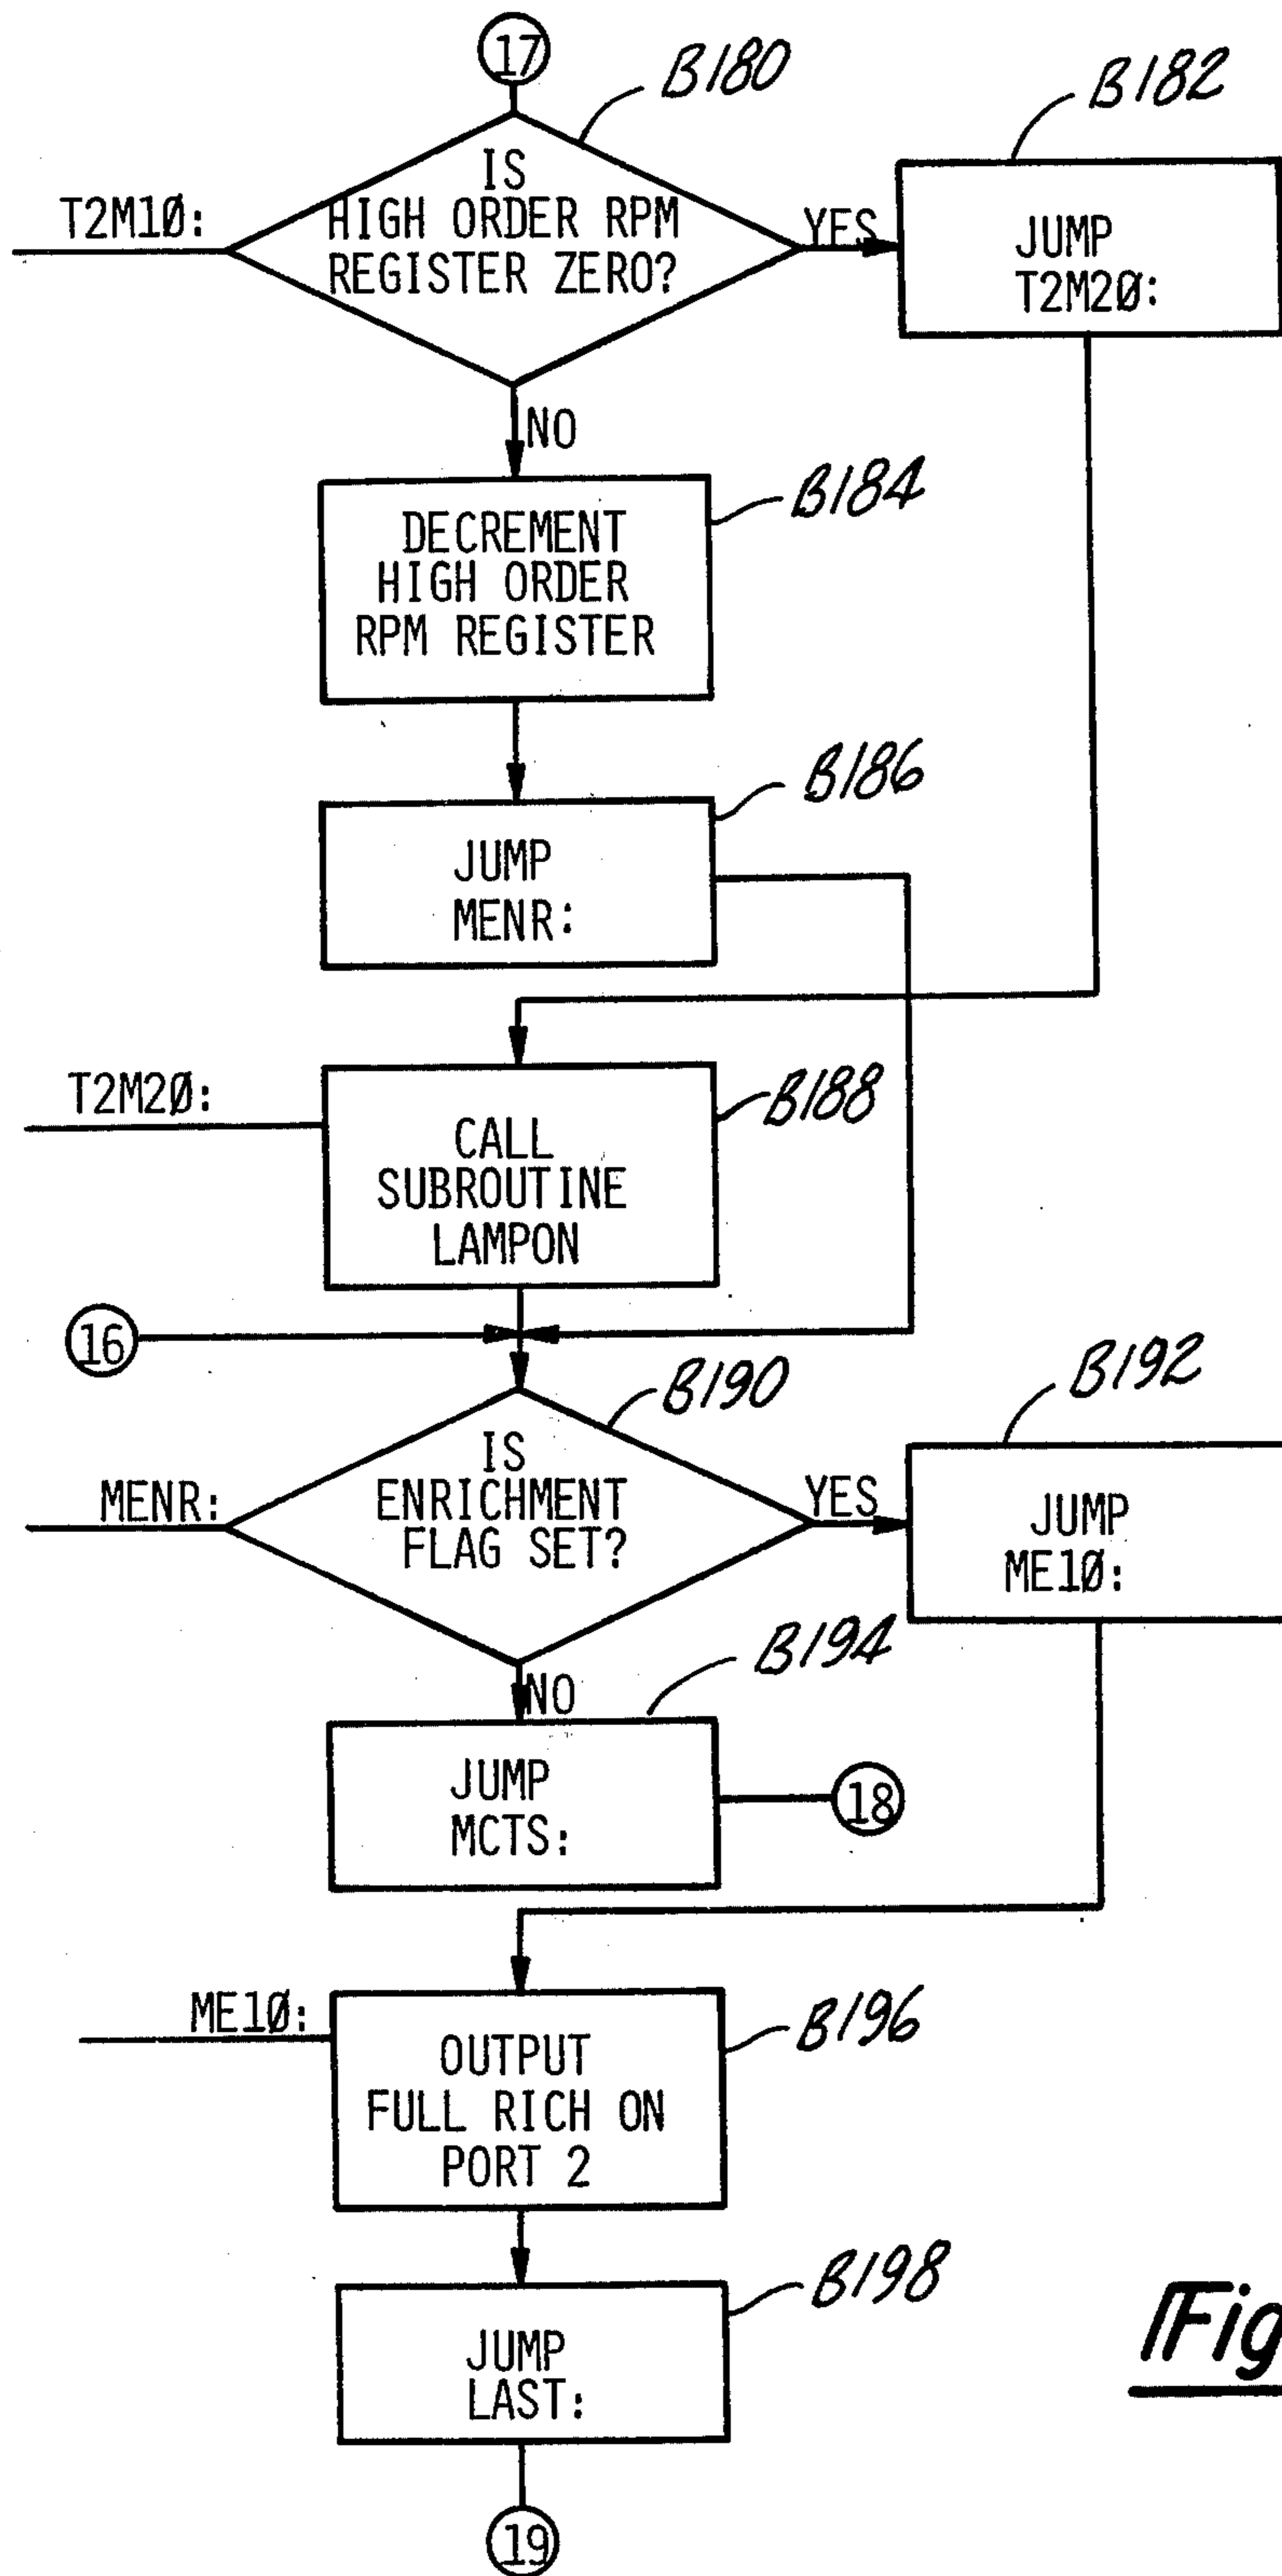 17
B180
B182
IS
T2M1Ø:
HIGH ORDER RPM
YES
REGISTER ZERO?
JUMP
T2M2Ø:
NO
B184
DECREMENT
HIGH ORDER
RPM REGISTER
B186
JUMP
MENR:
T2M2Ø:
B188
CALL
SUBROUTINE
LAMPON
16
B190
B192
IS
MENR:
ENRICHMENT
YES
FLAG SET?
JUMP
ME1Ø:
B194
NO
JUMP
MCTS:
18
ME1Ø:
B196
OUTPUT
FULL RICH ON
PORT 2
B198
JUMP
LAST:
Fig
19